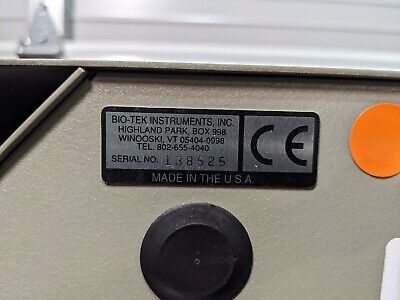 BIO-TEK INSTRUMENTS, INC.
HIGHLAND PARK, BOX 998
WINOOSKI, VT 05404-0998
TEL. 802-655-4040
SERIAL NO. 138525
CE
MADE IN THE U.S.A.